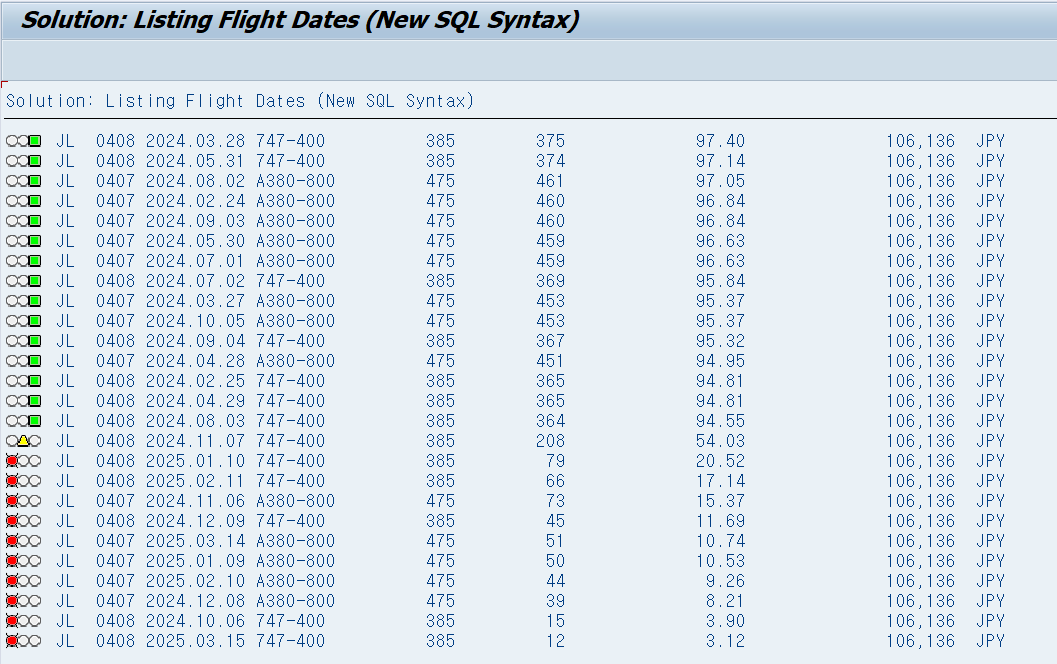 Solution: Listing Flight Dates (New SQL Syntax)
Solution: Listing Flight Dates (New SQL Syntax)
JL 0408 2024.03.28 747-400 385 375 97.40 106,136 JPY
JL 0408 2024.05.31 747-400 385 374 97.14 106,136 JPY
JL 0407 2024.08.02 A380-800 475 461 97.05 106,136 JPY
JL 0407 2024.02.24 A380-800 475 460 96.84 106,136 JPY
JL 0407 2024.09.03 A380-800 475 460 96.84 106,136 JPY
JL 0407 2024.05.30 A380-800 475 459 96.63 106,136 JPY
JL 0407 2024.07.01 A380-800 475 459 96.63 106,136 JPY
JL 0408 2024.07.02 747-400 385 369 95.84 106,136 JPY
JL 0407 2024.03.27 A380-800 475 453 95.37 106,136 JPY
JL 0407 2024.10.05 A380-800 475 453 95.37 106,136 JPY
JL 0408 2024.09.04 747-400 385 367 95.32 106,136 JPY
JL 0407 2024.04.28 A380-800 475 451 94.95 106,136 JPY
JL 0408 2024.02.25 747-400 385 365 94.81 106,136 JPY
JL 0408 2024.04.29 747-400 385 365 94.81 106,136 JPY
JL 0408 2024.08.03 747-400 385 364 94.55 106,136 JPY
JL 0408 2024.11.07 747-400 385 208 54.03 106,136 JPY
JL 0408 2025.01.10 747-400 385 79 20.52 106,136 JPY
JL 0408 2025.02.11 747-400 385 66 17.14 106,136 JPY
JL 0407 2024.11.06 A380-800 475 73 15.37 106,136 JPY
JL 0408 2024.12.09 747-400 385 45 11.69 106,136 JPY
JL 0407 2025.03.14 A380-800 475 51 10.74 106,136 JPY
JL 0407 2025.01.09 A380-800 475 50 10.53 106,136 JPY
JL 0407 2025.02.10 A380-800 475 44 9.26 106,136 JPY
JL 0407 2024.12.08 A380-800 475 39 8.21 106,136 JPY
JL 0408 2024.10.06 747-400 385 15 3.90 106,136 JPY
JL 0408 2025.03.15 747-400 385 12 3.12 106,136 JPY